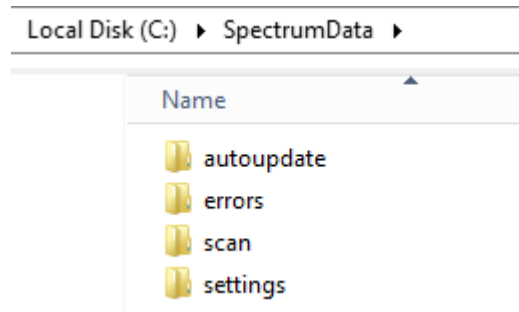 Local Disk (C:) ▸ SpectrumData ▸
Name
autoupdate
errors
scan
settings